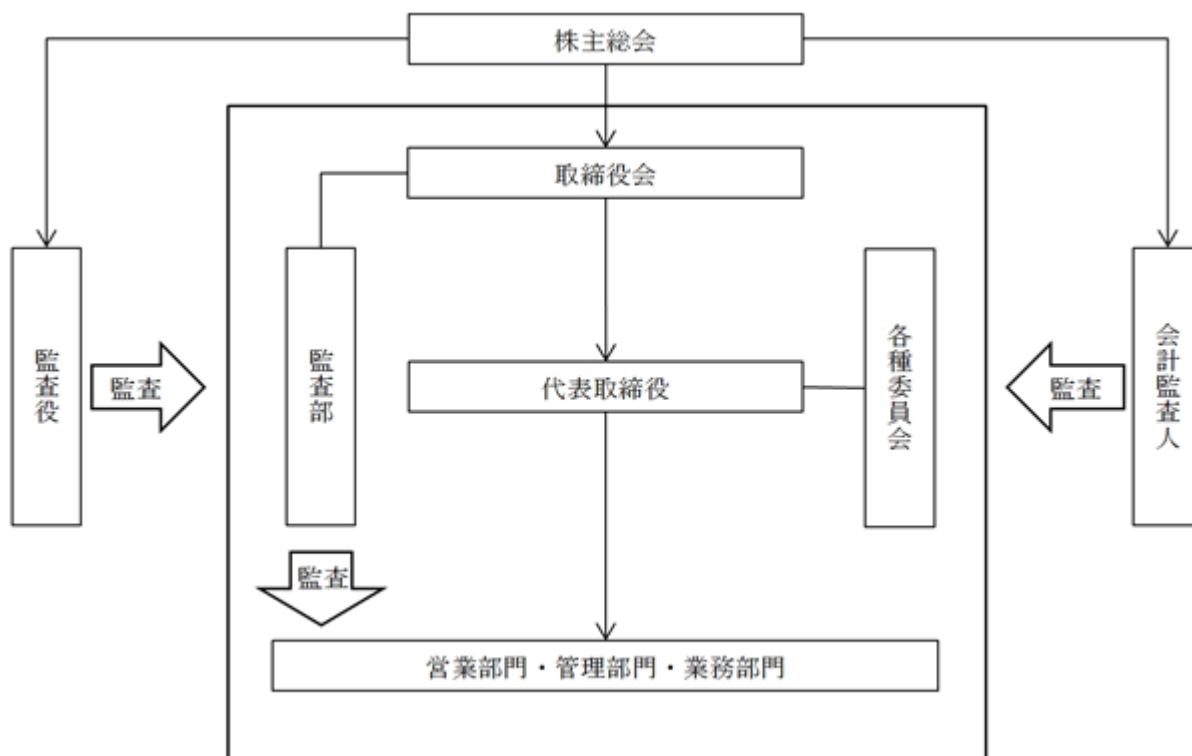 株主総会
取締役会
監査役
監査
監査部
代表取締役
各種委員会
監査
会計監査人
監査
営業部門・管理部門・業務部門